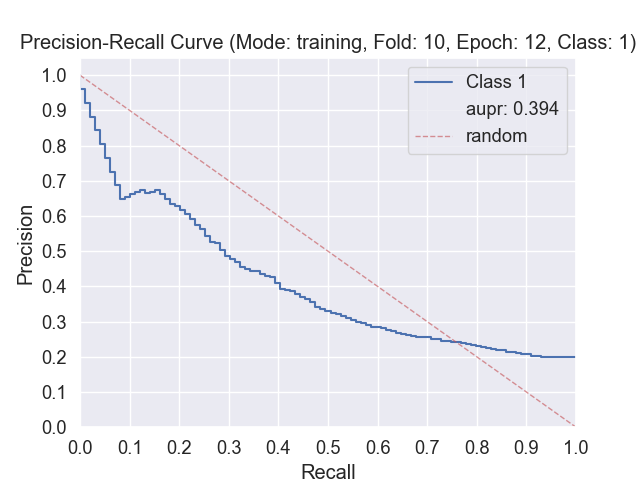 Precision-Recall Curve (Mode: training, Fold: 10, Epoch: 12, Class: 1)
1.0
0.9
0.8
0.7
0.6
0.5
0.4
0.3
0.2
0.1
0.0
Precision
Class 1
aupr: 0.394
random
0.0 0.1 0.2 0.3 0.4 0.5 0.6 0.7 0.8 0.9 1.0
Recall